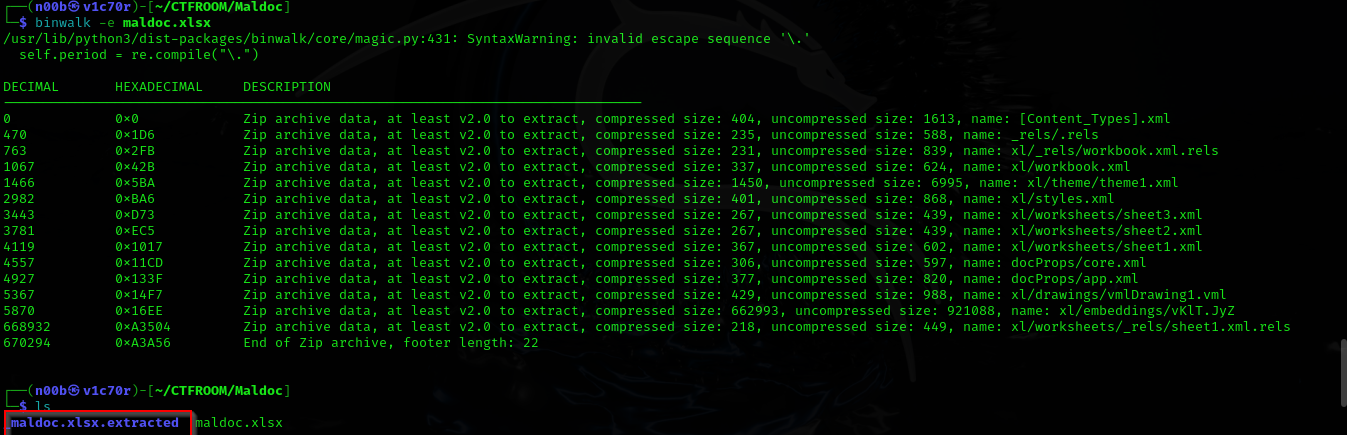 ┌──(n00b㉿v1c70r)-[~/CTFROOM/Maldoc]
└─$ binwalk -e maldoc.xlsx
/usr/lib/python3/dist-packages/binwalk/core/magic.py:431: SyntaxWarning: invalid escape sequence '\.'
  self.period = re.compile("\.")
DECIMAL       HEXADECIMAL     DESCRIPTION
--------------------------------------------------------------------------------
0             0×0             Zip archive data, at least v2.0 to extract, compressed size: 404, uncompressed size: 1613, name: [Content_Types].xml
470           0×1D6           Zip archive data, at least v2.0 to extract, compressed size: 235, uncompressed size: 588, name: _rels/.rels
763           0×2FB           Zip archive data, at least v2.0 to extract, compressed size: 231, uncompressed size: 839, name: xl/_rels/workbook.xml.rels
1067          0×42B           Zip archive data, at least v2.0 to extract, compressed size: 337, uncompressed size: 624, name: xl/workbook.xml
1466          0×5BA           Zip archive data, at least v2.0 to extract, compressed size: 1450, uncompressed size: 6995, name: xl/theme/theme1.xml
2982          0×BA6           Zip archive data, at least v2.0 to extract, compressed size: 401, uncompressed size: 868, name: xl/styles.xml
3443          0×D73           Zip archive data, at least v2.0 to extract, compressed size: 267, uncompressed size: 439, name: xl/worksheets/sheet3.xml
3781          0×EC5           Zip archive data, at least v2.0 to extract, compressed size: 267, uncompressed size: 439, name: xl/worksheets/sheet2.xml
4119          0×1017          Zip archive data, at least v2.0 to extract, compressed size: 367, uncompressed size: 602, name: xl/worksheets/sheet1.xml
4557          0×11CD          Zip archive data, at least v2.0 to extract, compressed size: 306, uncompressed size: 597, name: docProps/core.xml
4927          0×133F          Zip archive data, at least v2.0 to extract, compressed size: 377, uncompressed size: 820, name: docProps/app.xml
5367          0×14F7          Zip archive data, at least v2.0 to extract, compressed size: 429, uncompressed size: 988, name: xl/drawings/vmlDrawing1.vml
5870          0×16EE          Zip archive data, at least v2.0 to extract, compressed size: 662993, uncompressed size: 921088, name: xl/embeddings/vKlT.JyZ
668932        0×A3504         Zip archive data, at least v2.0 to extract, compressed size: 218, uncompressed size: 449, name: xl/worksheets/_rels/sheet1.xml.rels
670294        0×A3A56         End of Zip archive, footer length: 22
┌──(n00b㉿v1c70r)-[~/CTFROOM/Maldoc]
└─$ ls
_maldoc.xlsx.extracted  maldoc.xlsx